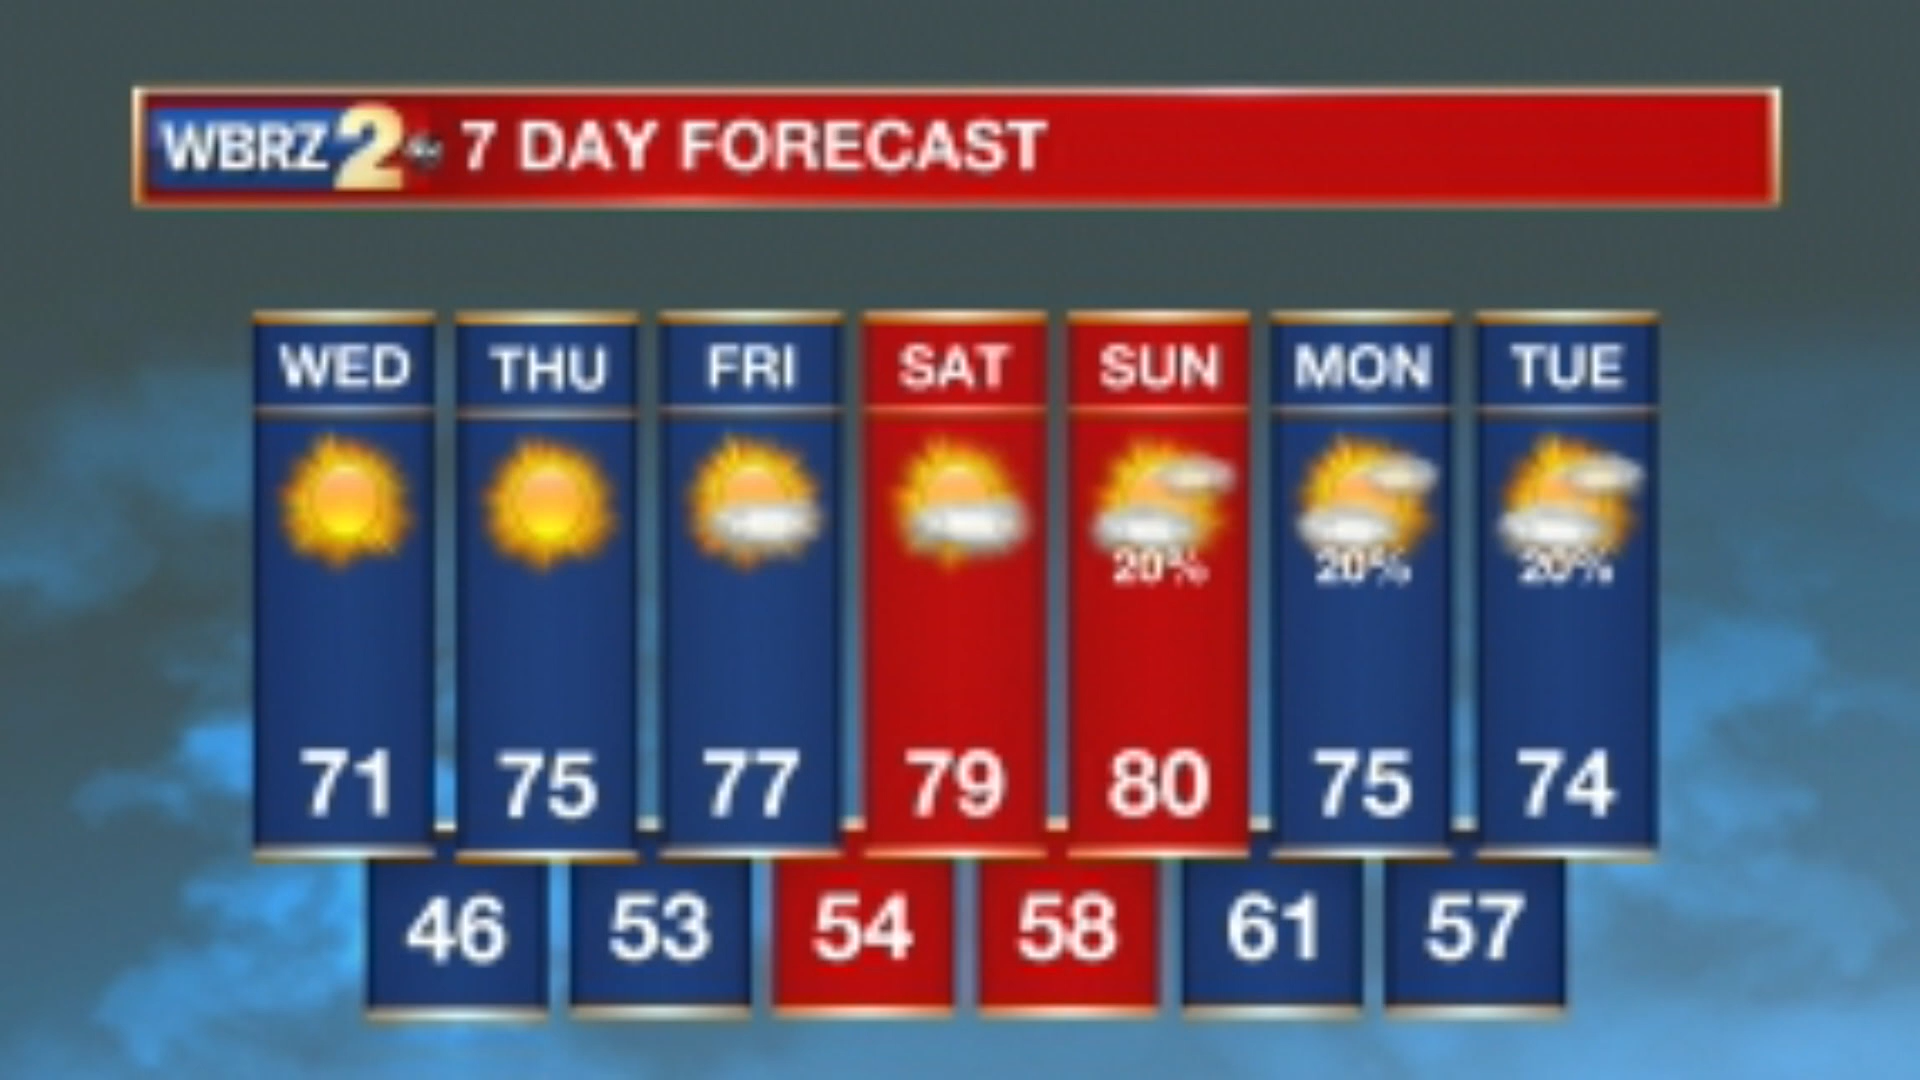 WBRZ 2 abc 7 DAY FORECAST
WED THU FRI SAT SUN MON TUE
20% 20% 20%
71 75 77 79 80 75 74
46 53 54 58 61 57